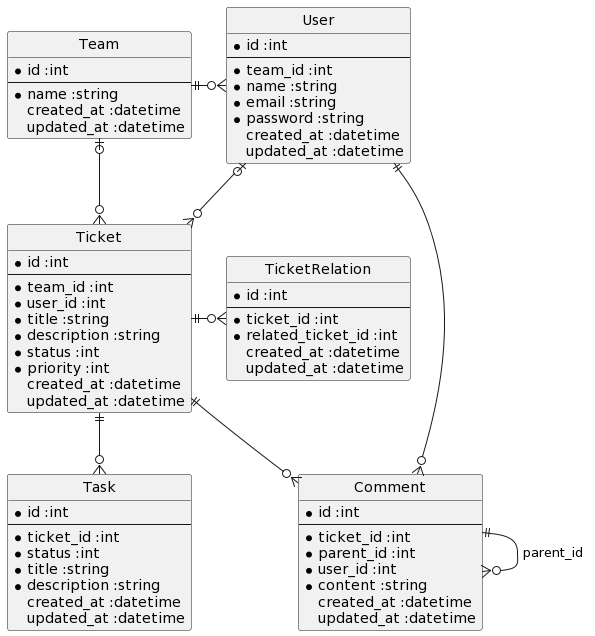 User
id :int
team_id :int
name :string
email :string
password :string
created_at :datetime
updated_at :datetime
Team
id :int
name :string
created_at :datetime
updated_at :datetime
Ticket
id :int
team_id :int
user_id :int
title :string
description :string
status :int
priority :int
created_at :datetime
updated_at :datetime
TicketRelation
id :int
ticket_id :int
related_ticket_id :int
created_at :datetime
updated_at :datetime
Task
id :int
ticket_id :int
status :int
title :string
description :string
created_at :datetime
updated_at :datetime
Comment
id :int
ticket_id :int
parent_id :int
user_id :int
content :string
created_at :datetime
updated_at :datetime
parent_id